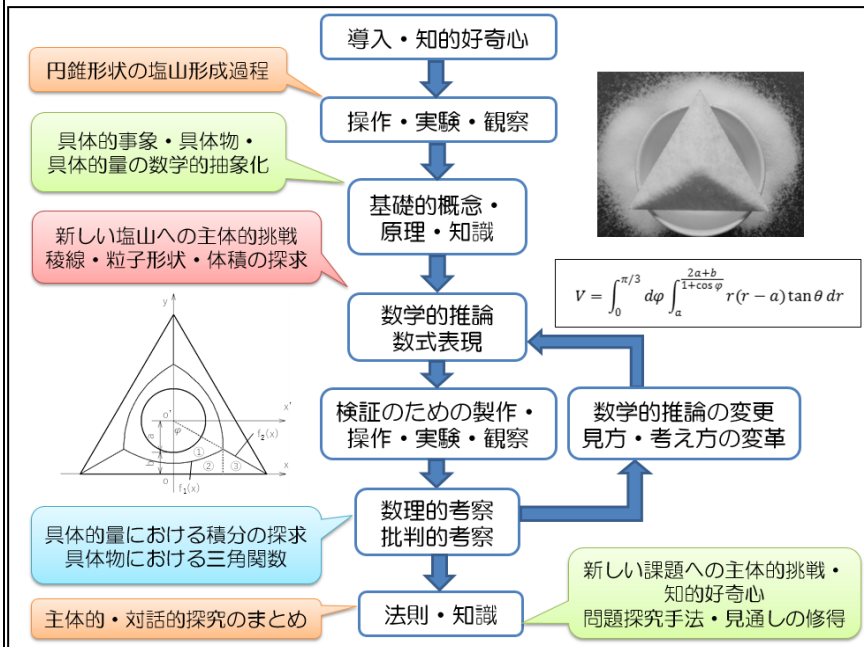 導入・知的好奇心
円錐形状の塩山形成過程
操作・実験・観察
具体的事象・具体物・
具体的量の数学的抽象化
基礎的概念・
原理・知識
新しい塩山への主体的挑戦
稜線・粒子形状・体積の探求
V = ∫₀^{π/3} dφ ∫ₐ^{(2a+b)/(1+cos φ)} r(r − a) tan θ dr
数学的推論
数式表現
検証のための製作・
操作・実験・観察
数学的推論の変更
見方・考え方の変革
y
o'
x'
φ
a
b
f₂(x)
①
②
③
x
o
f₁(x)
数理的考察
批判的考察
具体的量における積分の探求
具体物における三角関数
新しい課題への主体的挑戦・
知的好奇心
問題探究手法・見通しの修得
主体的・対話的探究のまとめ
法則・知識